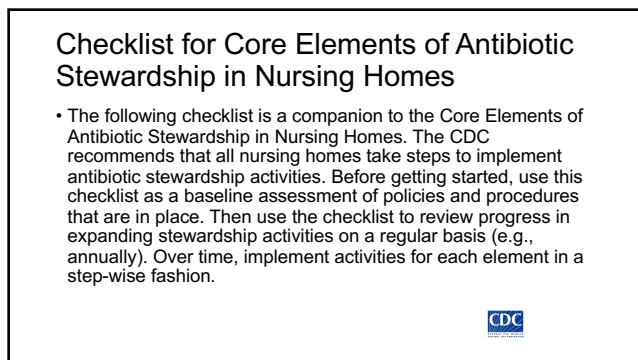 Checklist for Core Elements of Antibiotic
Stewardship in Nursing Homes
• The following checklist is a companion to the Core Elements of
Antibiotic Stewardship in Nursing Homes. The CDC
recommends that all nursing homes take steps to implement
antibiotic stewardship activities. Before getting started, use this
checklist as a baseline assessment of policies and procedures
that are in place. Then use the checklist to review progress in
expanding stewardship activities on a regular basis (e.g.,
annually). Over time, implement activities for each element in a
step-wise fashion.
CDC